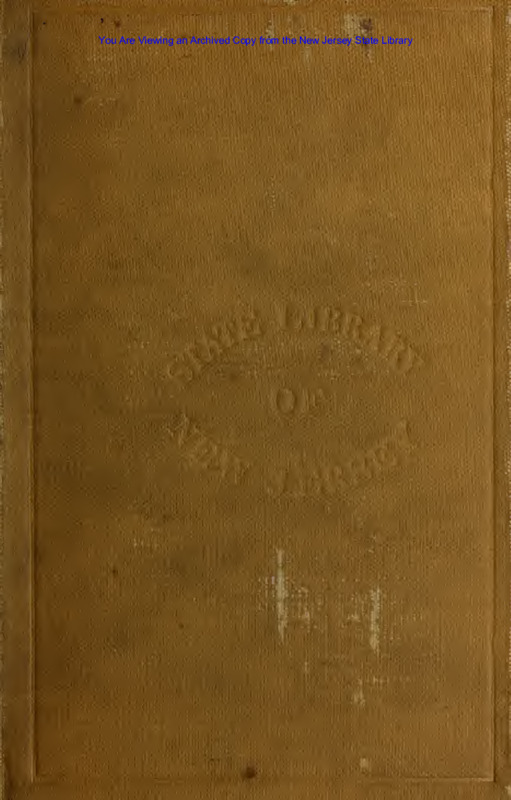 You Are Viewing an Archived Copy from the New Jersey State Library
STATE LIBRARY
OF
NEW JERSEY